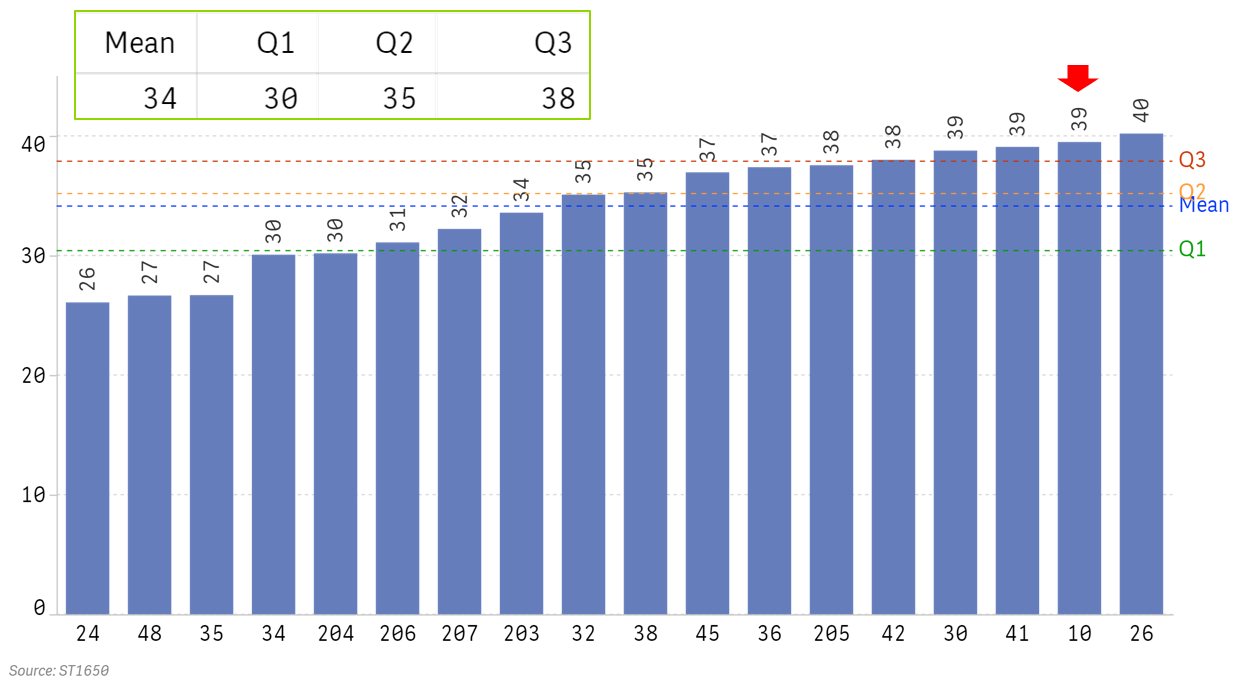 Mean Q1 Q2 Q3
34 30 35 38
40
30
20
10
0
26 27 27 30 30 31 32 34 35 35 37 37 38 38 39 39 39 40
Q3
Q2
Mean
Q1
24 48 35 34 204 206 207 203 32 38 45 36 205 42 30 41 10 26
Source: ST1650